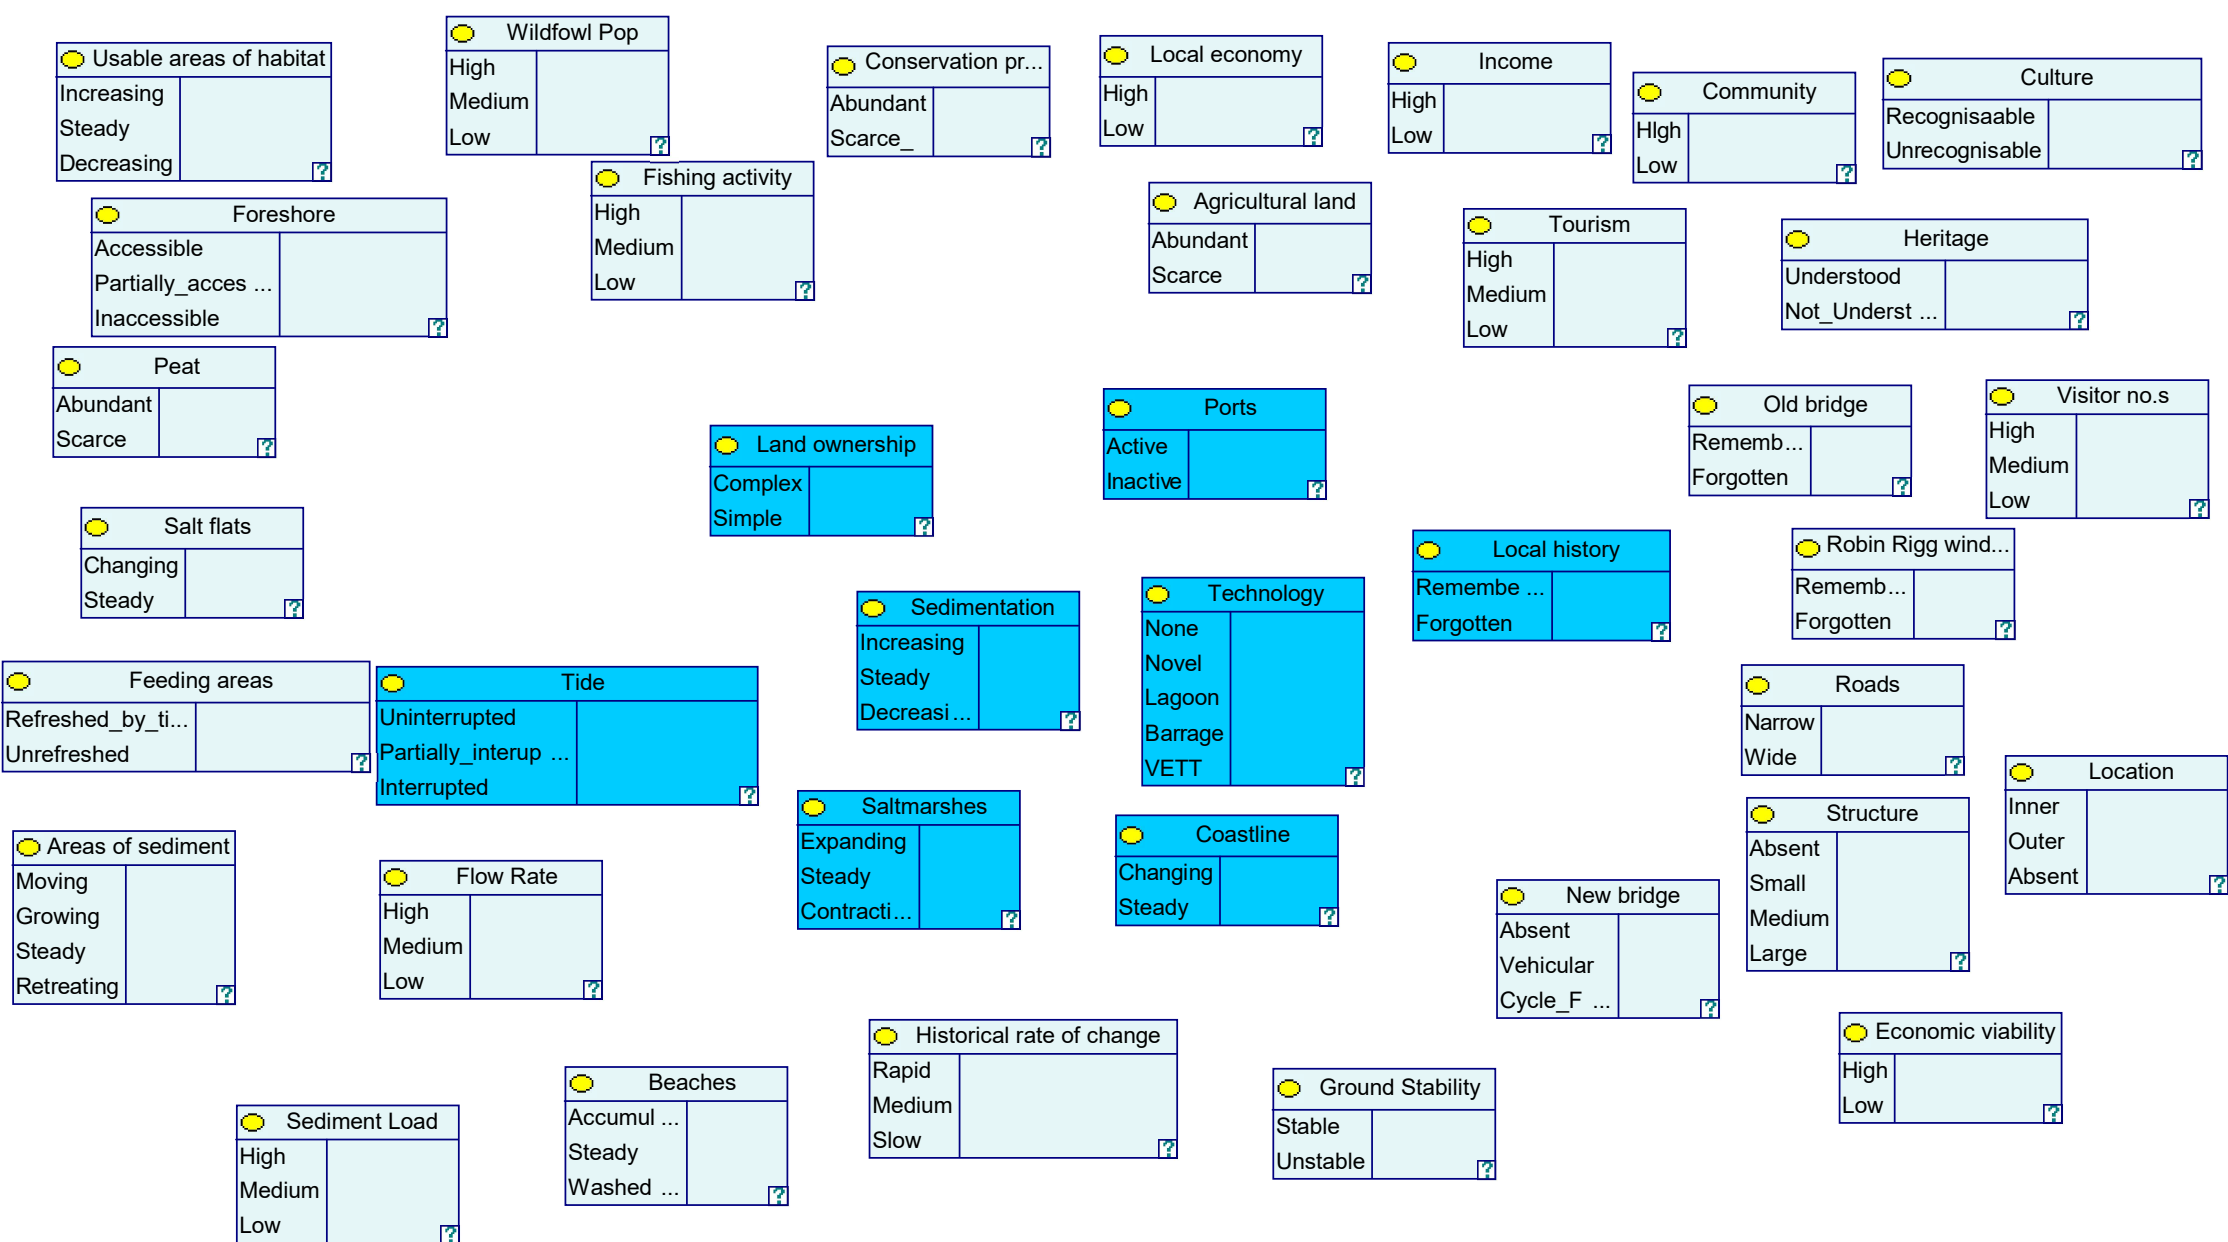 Usable areas of habitat
Increasing
Steady
Decreasing
?
Wildfowl Pop
High
Medium
Low
?
Conservation pr...
Abundant
Scarce_
?
Local economy
High
Low
?
Income
High
Low
?
Community
HIgh
Low
?
Culture
Recognisaable
Unrecognisable
?
Foreshore
Accessible
Partially_acces ...
Inaccessible
?
Fishing activity
High
Medium
Low
?
Agricultural land
Abundant
Scarce
?
Tourism
High
Medium
Low
?
Heritage
Understood
Not_Underst ...
?
Peat
Abundant
Scarce
?
Land ownership
Complex
Simple
?
Ports
Active
Inactive
?
Old bridge
Rememb...
Forgotten
?
Visitor no.s
High
Medium
Low
?
Salt flats
Changing
Steady
?
Sedimentation
Increasing
Steady
Decreasi ...
?
Technology
None
Novel
Lagoon
Barrage
VETT
?
Local history
Remembe ...
Forgotten
?
Robin Rigg wind...
Rememb...
Forgotten
?
Feeding areas
Refreshed_by_ti...
Unrefreshed
?
Tide
Uninterrupted
Partially_interup ...
Interrupted
?
Roads
Narrow
Wide
?
Location
Inner
Outer
Absent
?
Areas of sediment
Moving
Growing
Steady
Retreating
?
Flow Rate
High
Medium
Low
?
Saltmarshes
Expanding
Steady
Contracti...
?
Coastline
Changing
Steady
?
New bridge
Absent
Vehicular
Cycle_F ...
?
Structure
Absent
Small
Medium
Large
?
Sediment Load
High
Medium
Low
?
Beaches
Accumul ...
Steady
Washed ...
?
Historical rate of change
Rapid
Medium
Slow
?
Ground Stability
Stable
Unstable
?
Economic viability
High
Low
?